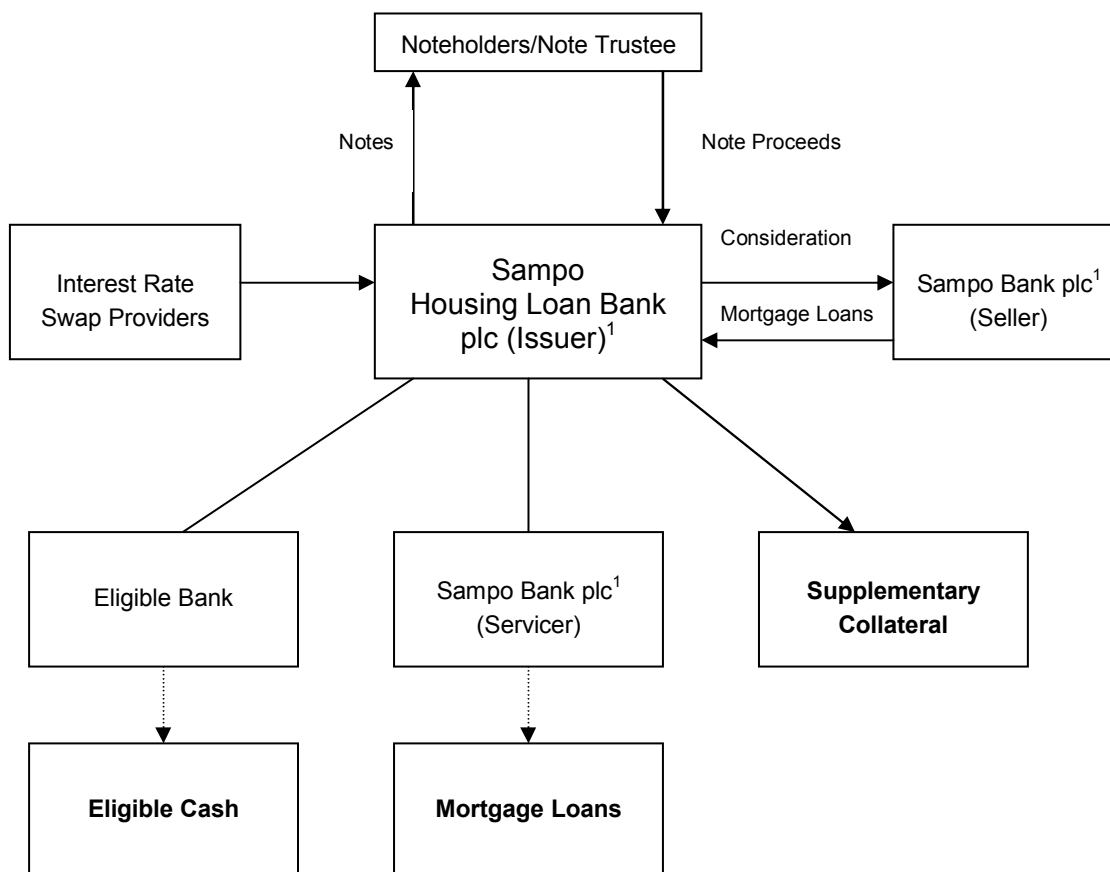 Noteholders/Note Trustee
Notes
Note Proceeds
Interest Rate
Swap Providers
Sampo
Housing Loan Bank
plc (Issuer)¹
Consideration
Mortgage Loans
Sampo Bank plc¹
(Seller)
Eligible Bank
Sampo Bank plc¹
(Servicer)
Supplementary
Collateral
Eligible Cash
Mortgage Loans